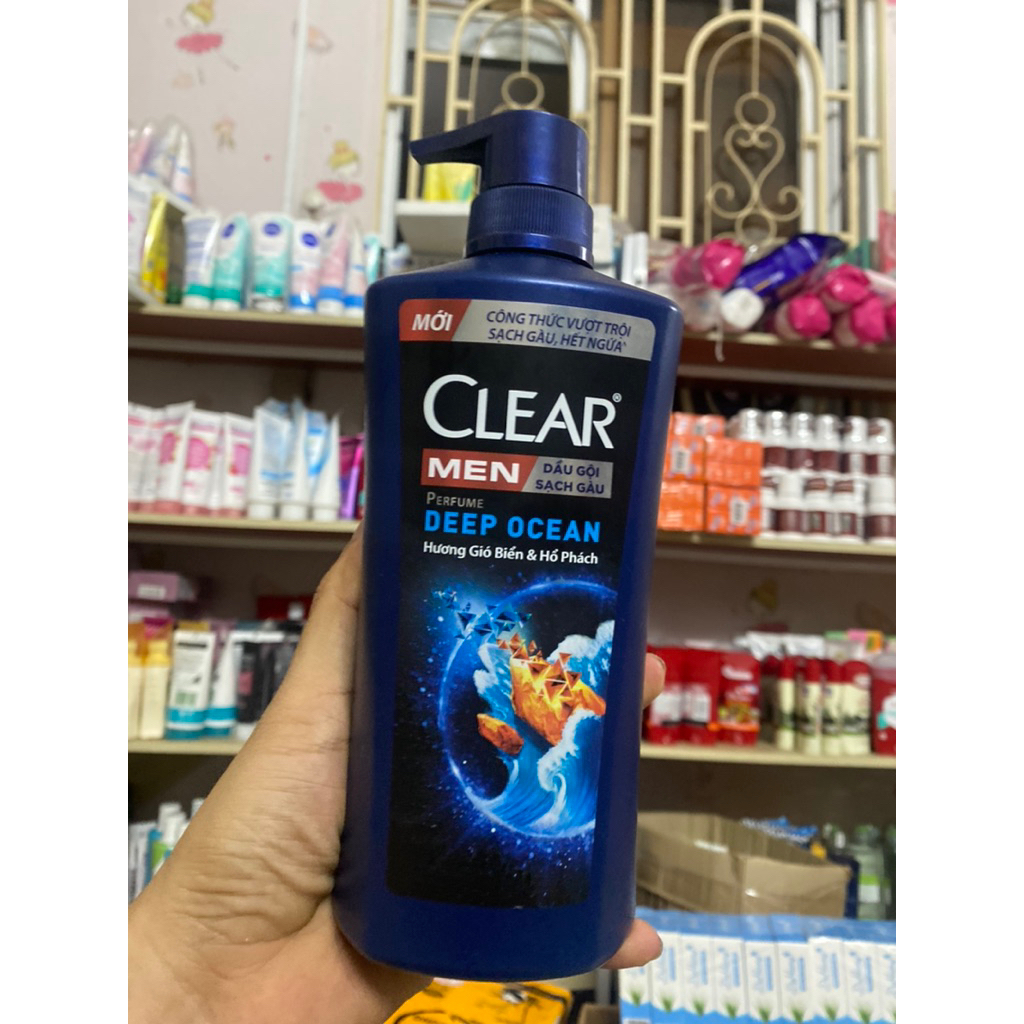 MỚI
CÔNG THỨC VƯỢT TRỘI
SẠCH GÀU, HẾT NGỨA^
CLEAR®
MEN
DẦU GỘI
SẠCH GÀU
PERFUME
DEEP OCEAN
Hương Gió Biển & Hổ Phách